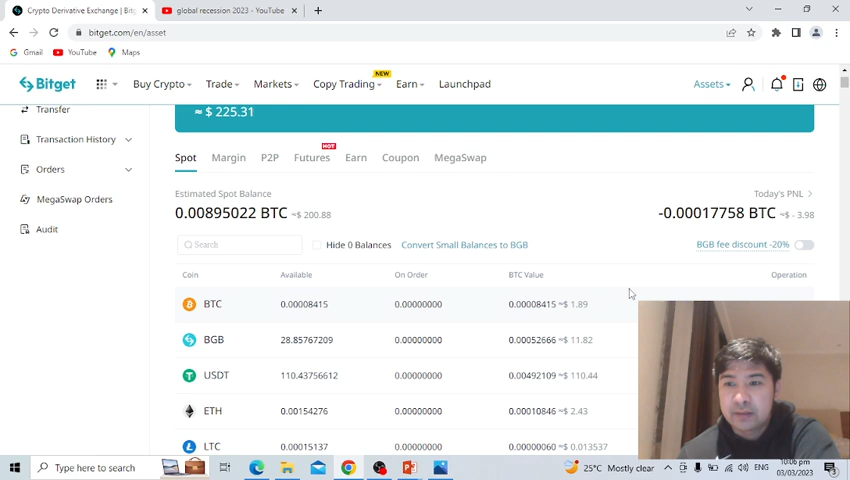 Crypto Derivative Exchange | Bitget
global recession 2023 - YouTube
bitget.com/en/asset
Gmail YouTube Maps
Bitget
Buy Crypto Trade Markets Copy Trading NEW Earn Launchpad Assets
Transfer
≈ $ 225.31
Transaction History
Orders
MegaSwap Orders
Audit
Spot Margin P2P Futures HOT Earn Coupon MegaSwap
Estimated Spot Balance Today's PNL
0.00895022 BTC ≈$ 200.88 -0.00017758 BTC ≈$ - 3.98
Search Hide 0 Balances Convert Small Balances to BGB BGB fee discount -20%
Coin Available On Order BTC Value Operation
BTC 0.00008415 0.00000000 0.00008415 ≈$ 1.89
BGB 28.85767209 0.00000000 0.00052666 ≈$ 11.82
USDT 110.43756612 0.00000000 0.00492109 ≈$ 110.44
ETH 0.00154276 0.00000000 0.00010846 ≈$ 2.43
LTC 0.00015137 0.00000000 0.00000060 ≈$ 0.013537
Type here to search 25°C Mostly clear ENG 10:06 pm
03/03/2023